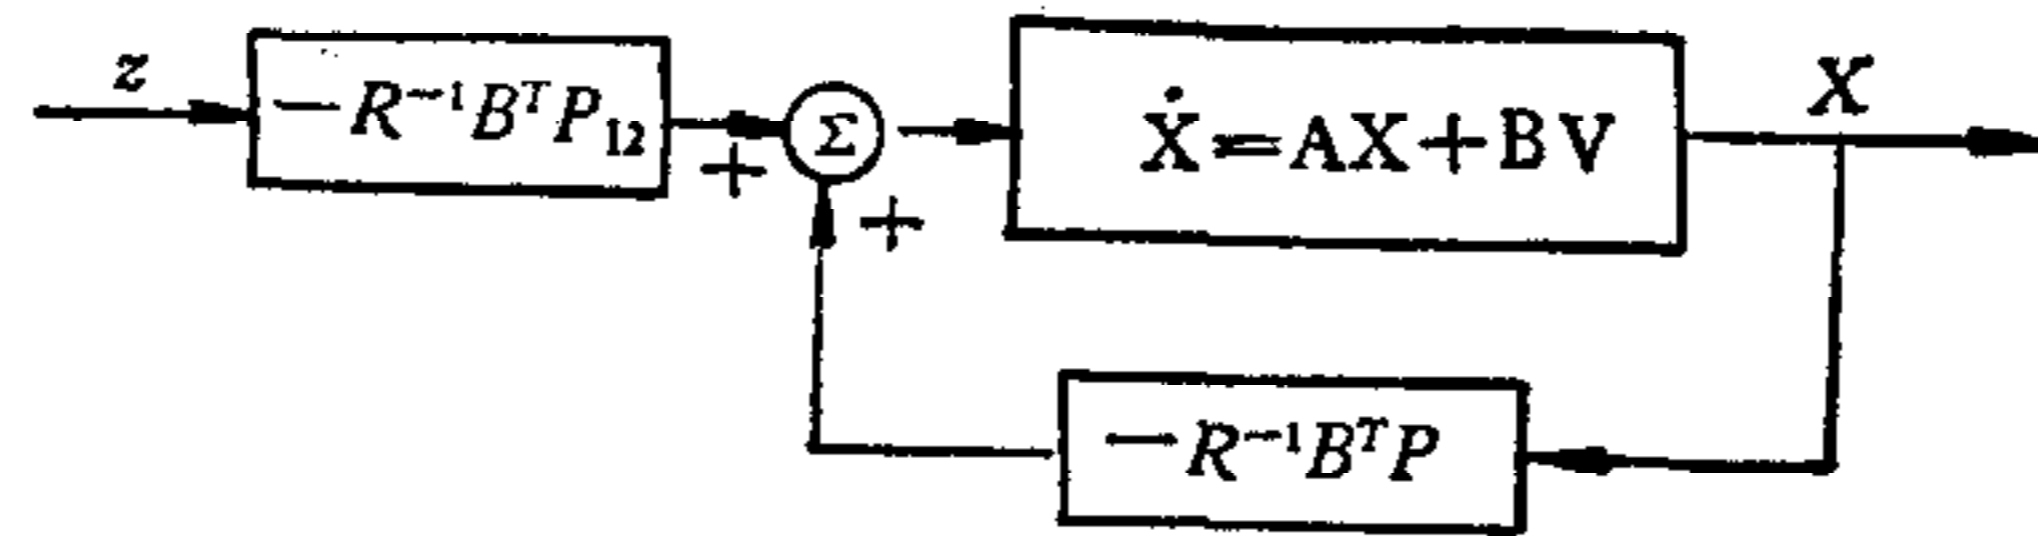 z
−R⁻¹BᵀP₁₂
+
Σ
+
Ẋ=AX+BV
X
−R⁻¹BᵀP